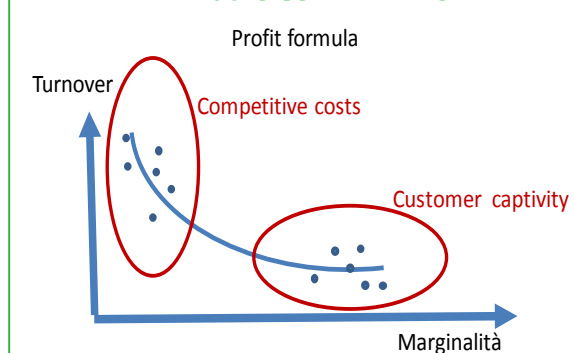 Profit formula
Turnover
Competitive costs
Customer captivity
Marginalità